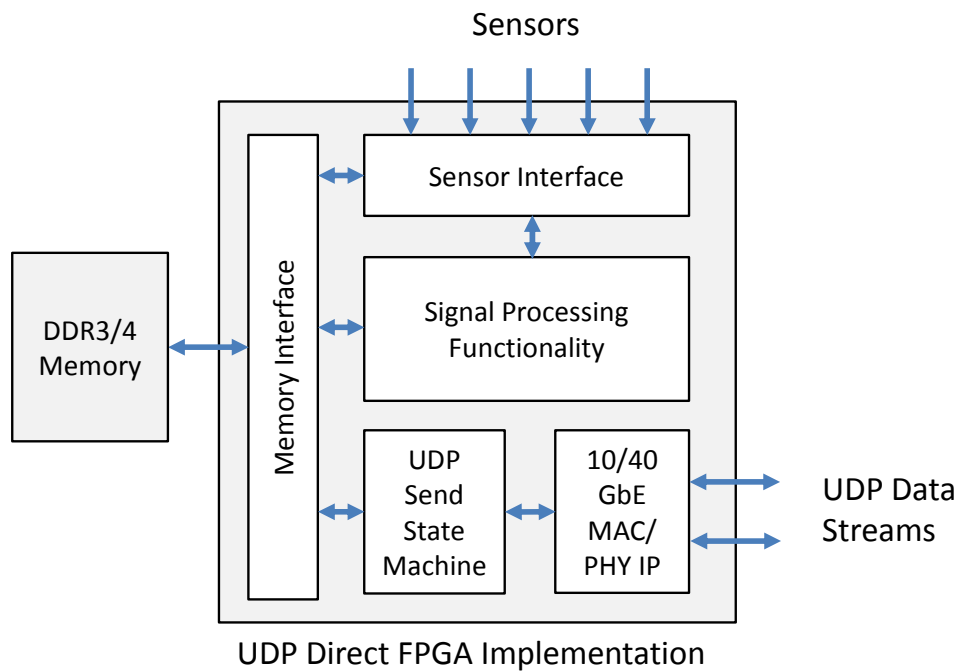 Sensors
Sensor Interface
Memory Interface
DDR3/4
Memory
Signal Processing
Functionality
UDP
Send
State
Machine
10/40
GbE
MAC/
PHY IP
UDP Data
Streams
UDP Direct FPGA Implementation